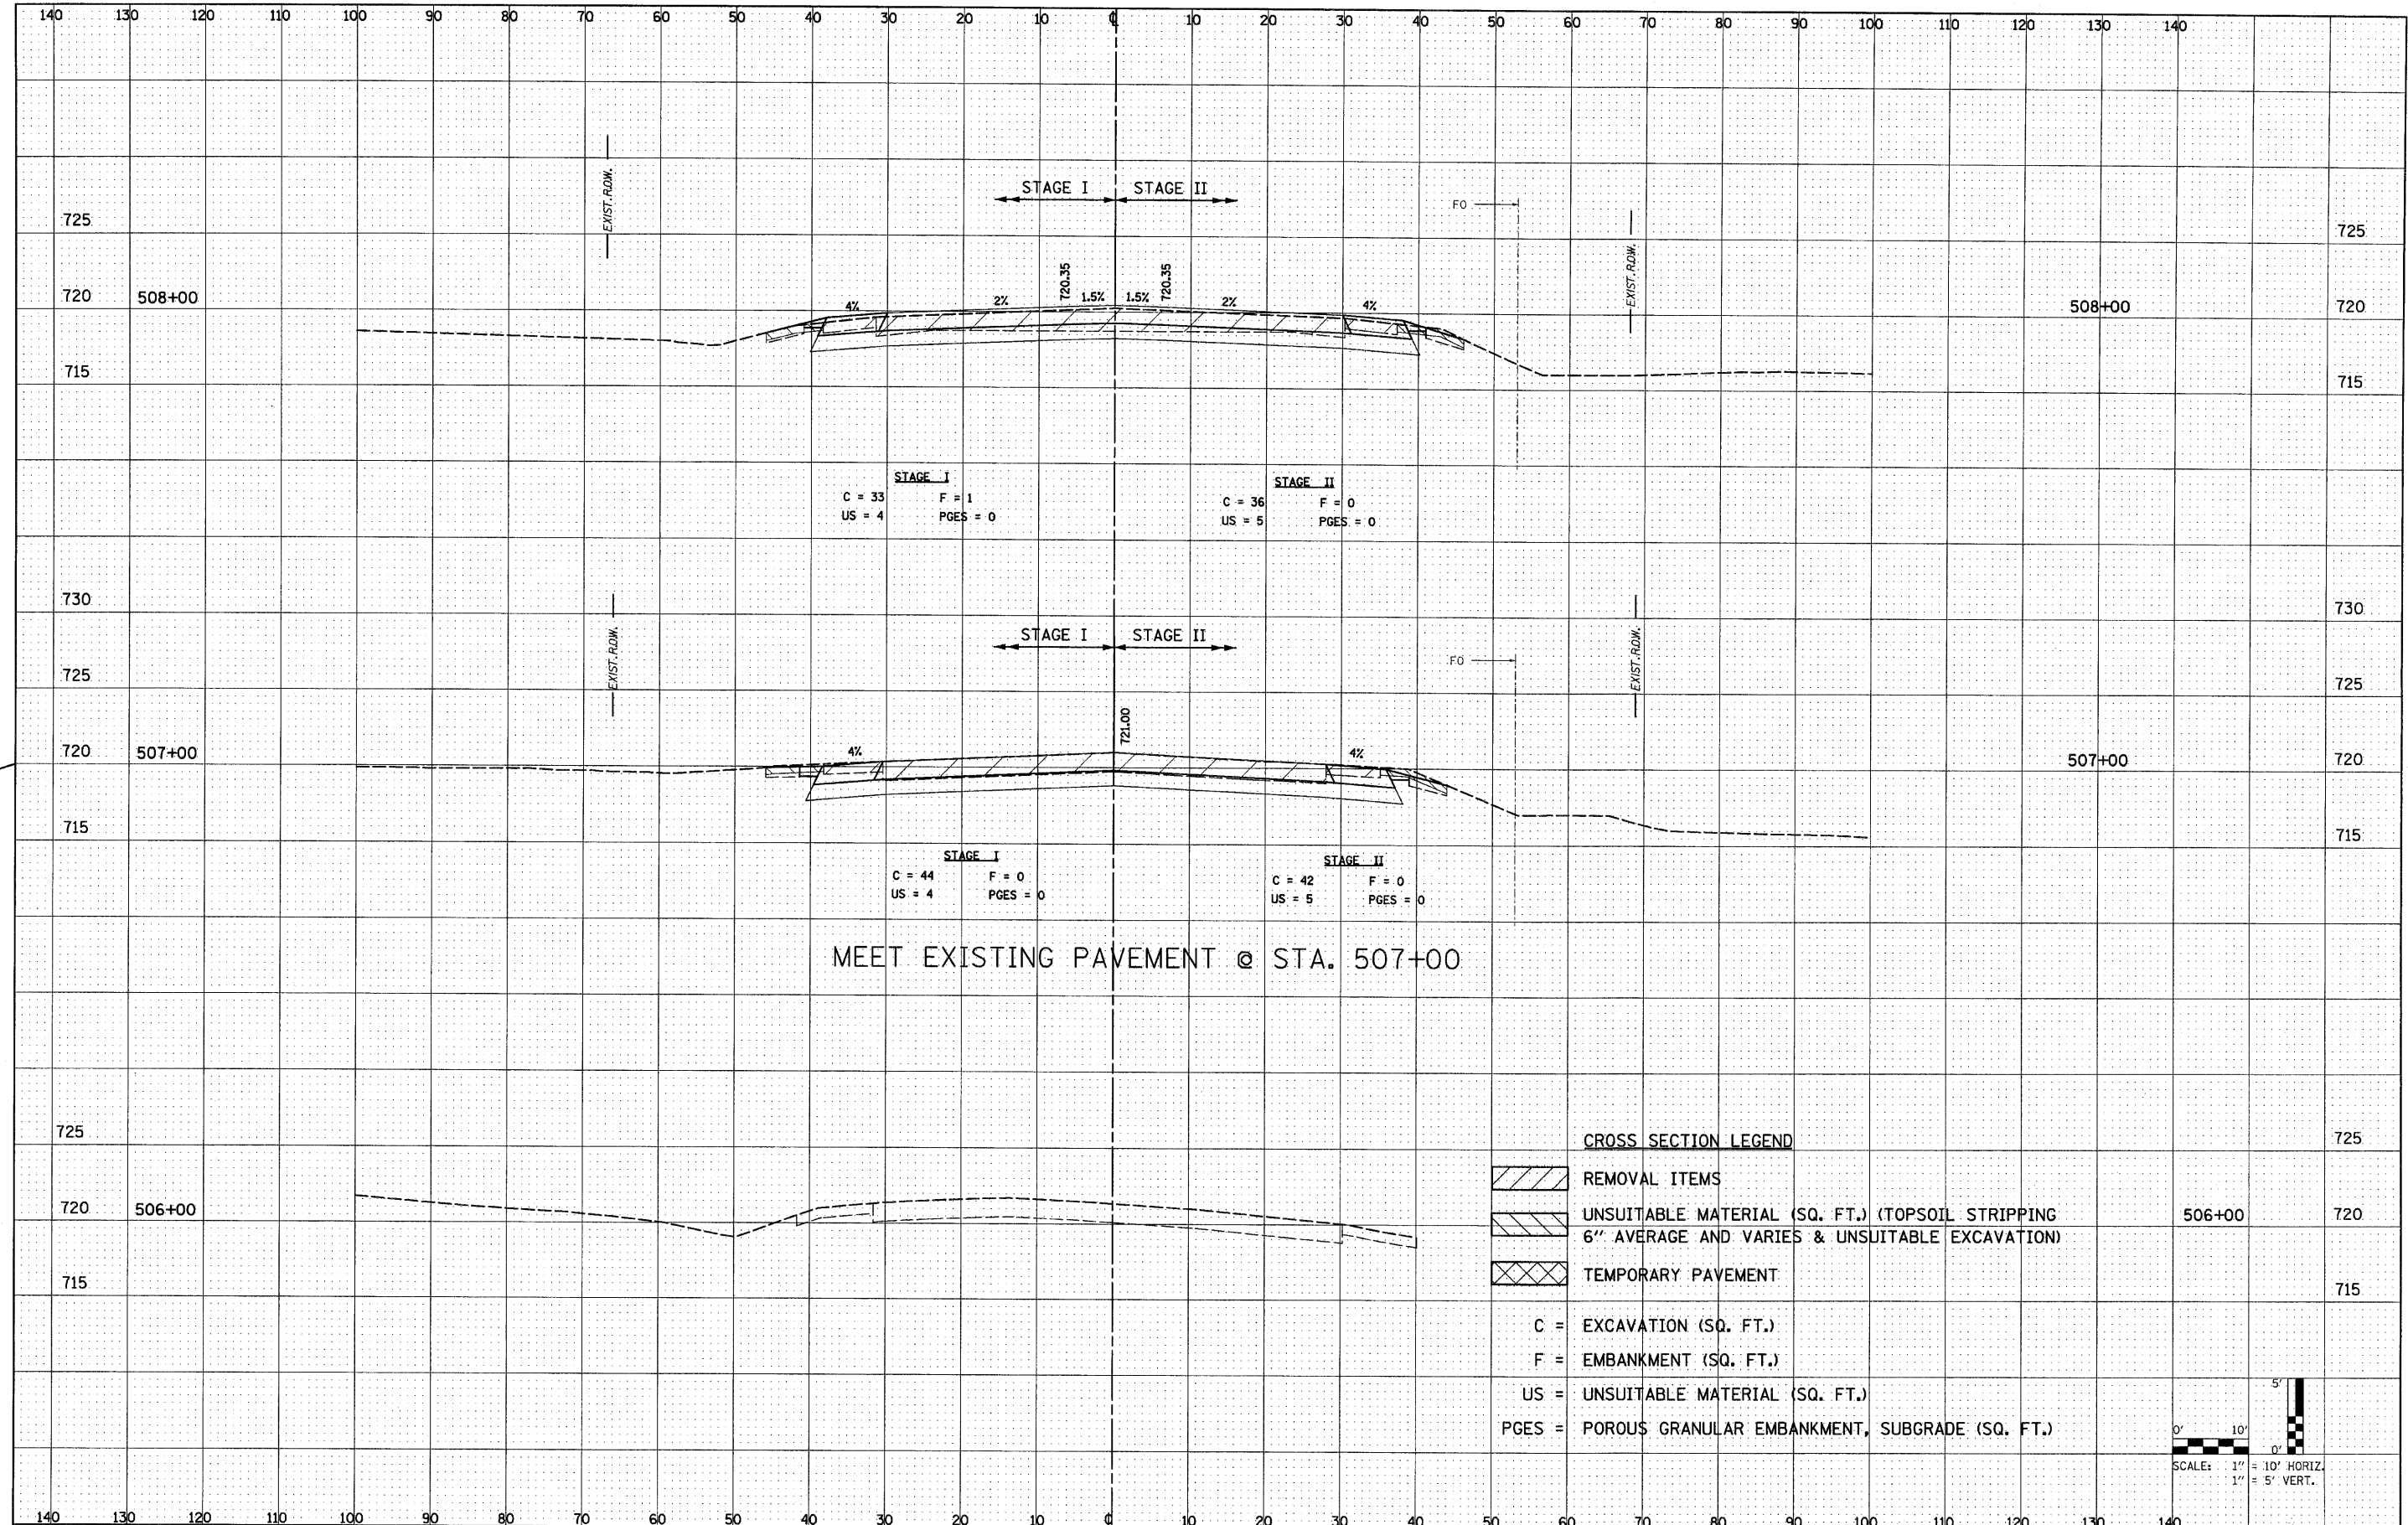 140 130 120 110 100 90 80 70 60 50 40 30 20 10 ℄ 10 20 30 40 50 60 70 80 90 100 110 120 130 140
EXIST. R.O.W.
STAGE I STAGE II
FO
EXIST. R.O.W.
725 725
720 508+00 4% 2% 720.35 1.5% 1.5% 720.35 2% 4% 508+00 720
715 715
STAGE I
C = 33 F = 1
US = 4 PGES = 0
STAGE II
C = 36 F = 0
US = 5 PGES = 0
730 730
EXIST. R.O.W.
STAGE I STAGE II
FO
EXIST. R.O.W.
725 725
721.00
720 507+00 4% 4% 507+00 720
715 715
STAGE I
C = 44 F = 0
US = 4 PGES = 0
STAGE II
C = 42 F = 0
US = 5 PGES = 0
MEET EXISTING PAVEMENT @ STA. 507+00
725 725
720 506+00 506+00 720
715 715
CROSS SECTION LEGEND
REMOVAL ITEMS
UNSUITABLE MATERIAL (SQ. FT.) (TOPSOIL STRIPPING
6" AVERAGE AND VARIES & UNSUITABLE EXCAVATION)
TEMPORARY PAVEMENT
C = EXCAVATION (SQ. FT.)
F = EMBANKMENT (SQ. FT.)
US = UNSUITABLE MATERIAL (SQ. FT.)
PGES = POROUS GRANULAR EMBANKMENT, SUBGRADE (SQ. FT.)
5'
0' 10' 0'
SCALE: 1" = 10' HORIZ.
1" = 5' VERT.
140 130 120 110 100 90 80 70 60 50 40 30 20 10 ℄ 10 20 30 40 50 60 70 80 90 100 110 120 130 140